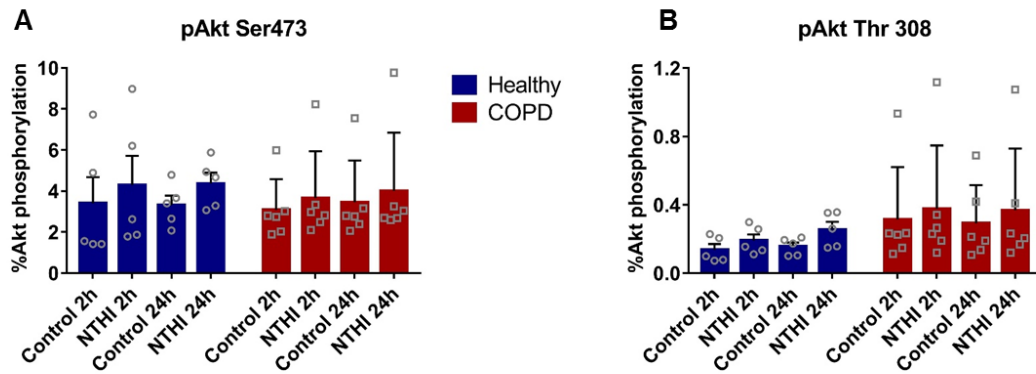 A
pAkt Ser473
%Akt phosphorylation
10
8
6
4
2
0
Control 2h
NTHI 2h
Control 24h
NTHI 24h
Control 2h
NTHI 2h
Control 24h
NTHI 24h
Healthy
COPD
B
pAkt Thr 308
%Akt phosphorylation
1.2
0.8
0.4
0.0
Control 2h
NTHI 2h
Control 24h
NTHI 24h
Control 2h
NTHI 2h
Control 24h
NTHI 24h